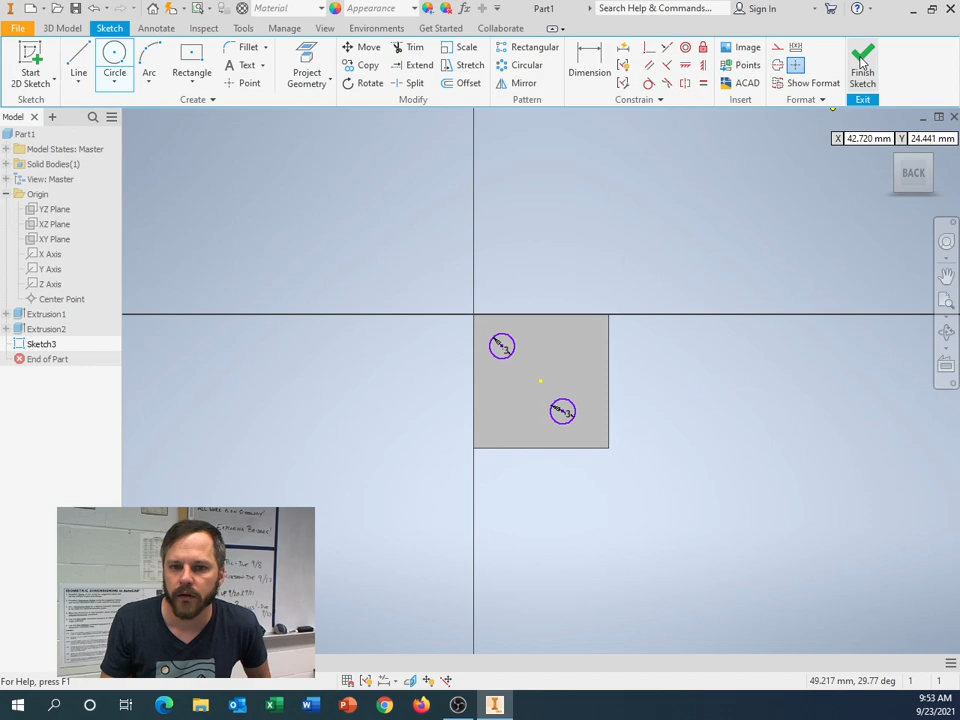 Material
Appearance
fx
Part1
Search Help & Commands...
Sign In
File
3D Model
Sketch
Annotate
Inspect
Tools
Manage
View
Environments
Get Started
Collaborate
Start
2D Sketch
Line
Circle
Arc
Rectangle
Fillet
Text
Point
Project
Geometry
Move
Copy
Rotate
Trim
Extend
Split
Scale
Stretch
Offset
Rectangular
Circular
Mirror
Dimension
Image
Points
ACAD
Show Format
Finish
Sketch
Sketch
Create
Modify
Pattern
Constrain
Insert
Format
Exit
Model
Part1
Model States: Master
Solid Bodies(1)
View: Master
Origin
YZ Plane
XZ Plane
XY Plane
X Axis
Y Axis
Z Axis
Center Point
Extrusion1
Extrusion2
Sketch3
End of Part
X 42.720 mm Y 24.441 mm
BACK
3
3
For Help, press F1
49.217 mm, 29.77 deg 1 1
9:53 AM
9/23/2021